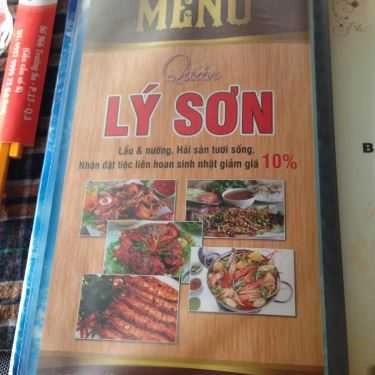 MENU
Quán
LÝ SƠN
Lẩu & nướng, Hải sản tươi sống,
Nhận đặt tiệc liên hoan sinh nhật giảm giá 10%
B